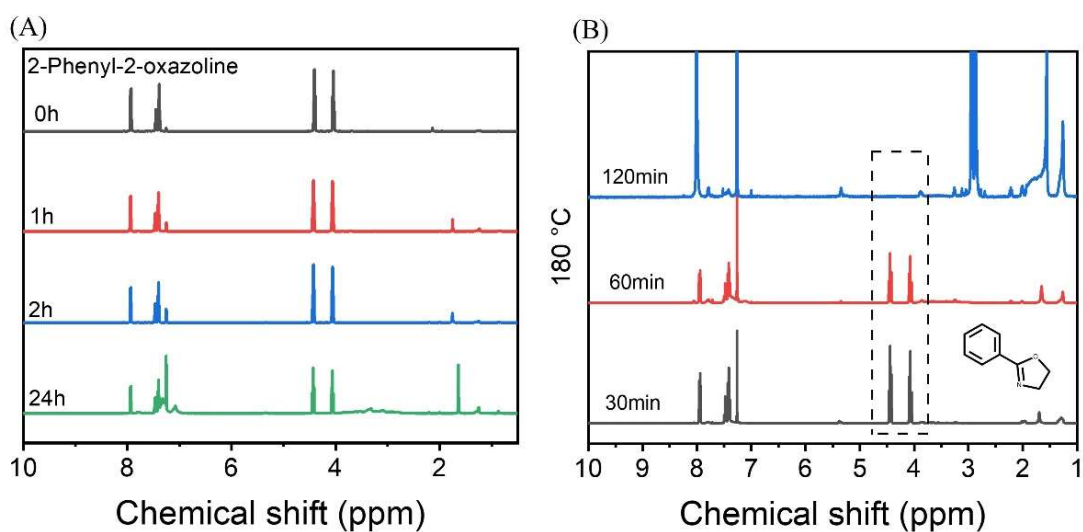 (A)
2-Phenyl-2-oxazoline
0h
1h
2h
24h
10 8 6 4 2
Chemical shift (ppm)
(B)
180 °C
120min
60min
30min
O
N
10 9 8 7 6 5 4 3 2 1
Chemical shift (ppm)